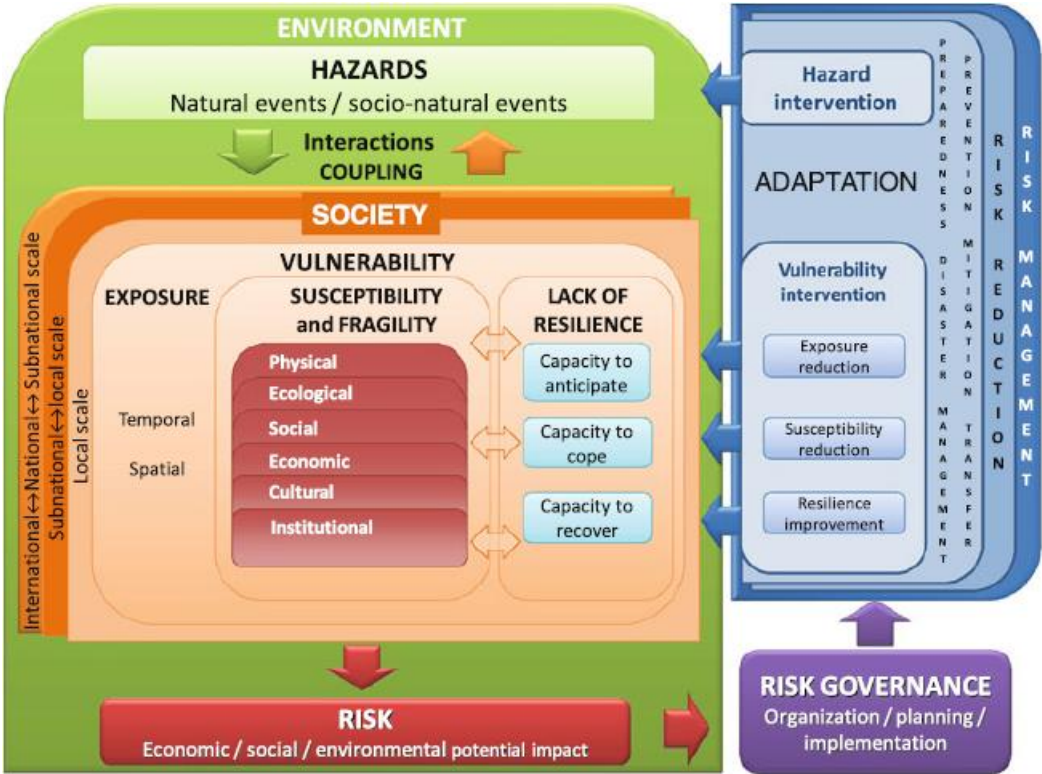 ENVIRONMENT
HAZARDS
Natural events / socio-natural events
Interactions
COUPLING
SOCIETY
International↔National↔ Subnational scale
Subnational↔local scale
Local scale
VULNERABILITY
EXPOSURE
Temporal
Spatial
SUSCEPTIBILITY
and FRAGILITY
Physical
Ecological
Social
Economic
Cultural
Institutional
LACK OF
RESILIENCE
Capacity to
anticipate
Capacity to
cope
Capacity to
recover
RISK
Economic / social / environmental potential impact
Hazard
intervention
ADAPTATION
Vulnerability
intervention
Exposure
reduction
Susceptibility
reduction
Resilience
improvement
PREPAREDNESS DISASTER MANAGEMENT
PREVENTION MITIGATION TRANSFER
RISK REDUCTION
RISK MANAGEMENT
RISK GOVERNANCE
Organization / planning /
implementation